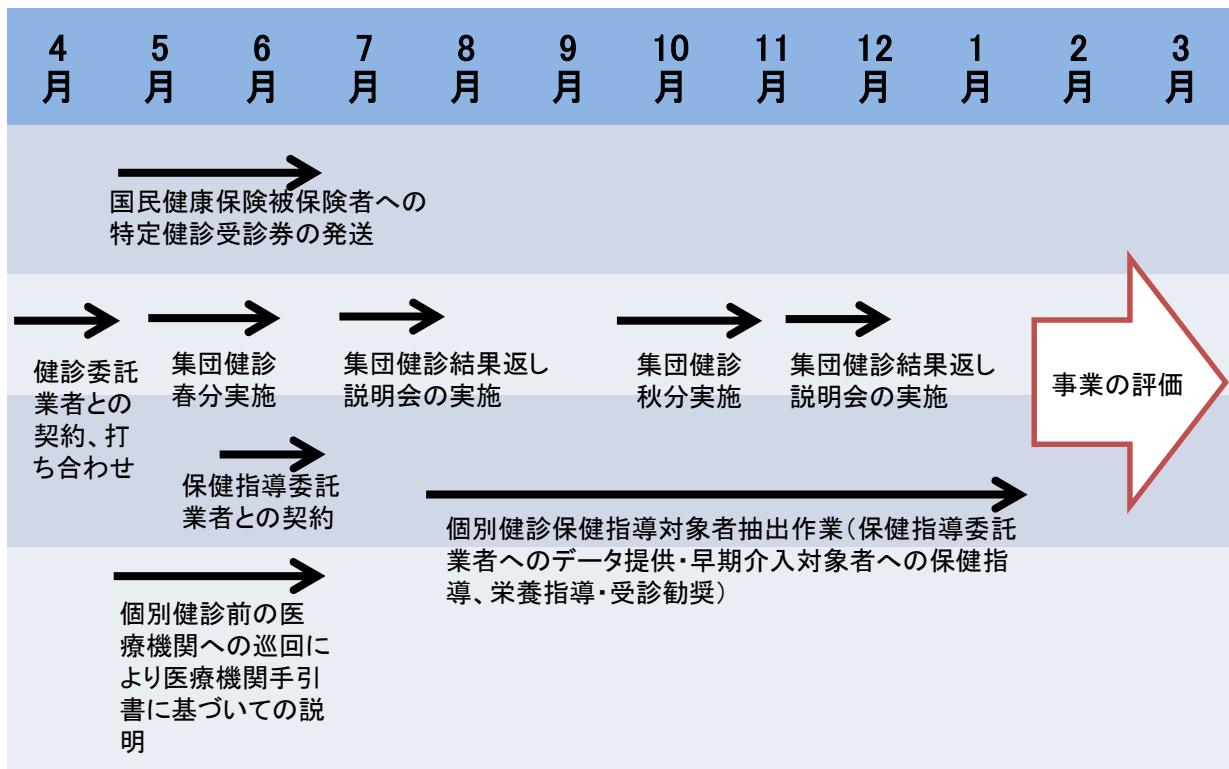 4月 5月 6月 7月 8月 9月 10月 11月 12月 1月 2月 3月
国民健康保険被保険者への
特定健診受診券の発送
健診委託
業者との
契約、打
ち合わせ
集団健診
春分実施
集団健診結果返し
説明会の実施
集団健診
秋分実施
集団健診結果返し
説明会の実施
事業の評価
保健指導委託
業者との契約
個別健診保健指導対象者抽出作業(保健指導委託
業者へのデータ提供・早期介入対象者への保健指
導、栄養指導・受診勧奨)
個別健診前の医
療機関への巡回に
より医療機関手引
書に基づいての説
明